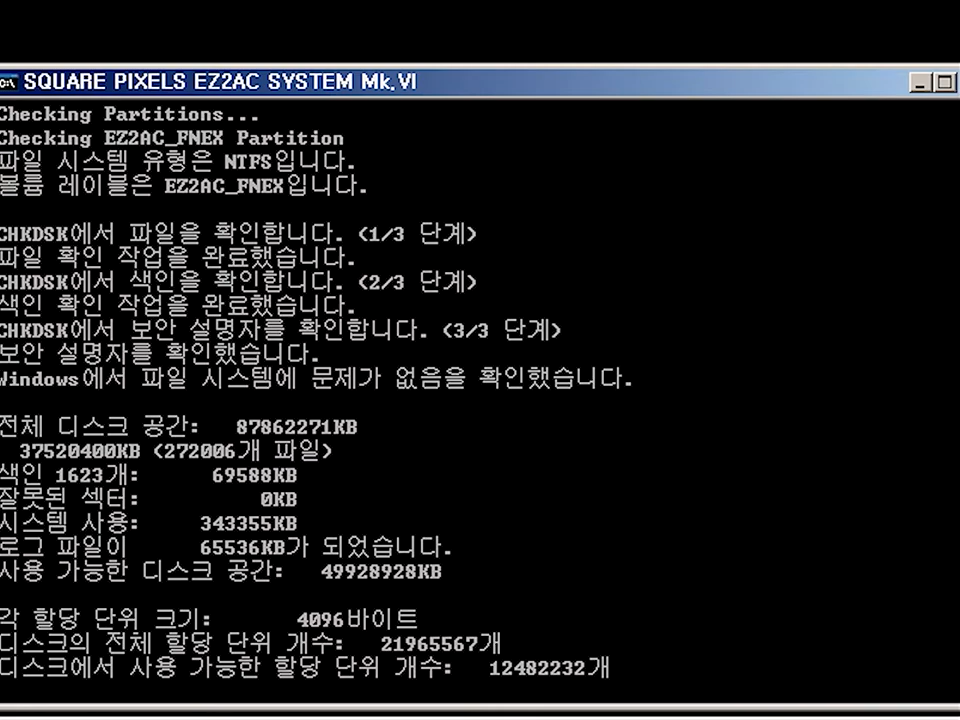 C:\ SQUARE PIXELS EZ2AC SYSTEM Mk.VI
Checking Partitions...
Checking EZ2AC_FNEX Partition
파일 시스템 유형은 NTFS입니다.
볼륨 레이블은 EZ2AC_FNEX입니다.
CHKDSK에서 파일을 확인합니다. (1/3 단계)
파일 확인 작업을 완료했습니다.
CHKDSK에서 색인을 확인합니다. (2/3 단계)
색인 확인 작업을 완료했습니다.
CHKDSK에서 보안 설명자를 확인합니다. (3/3 단계)
보안 설명자를 확인했습니다.
Windows에서 파일 시스템에 문제가 없음을 확인했습니다.
전체 디스크 공간: 87862271KB
37520400KB (272006개 파일)
색인 1623개: 69588KB
잘못된 섹터: 0KB
시스템 사용: 343355KB
로그 파일이 65536KB가 되었습니다.
사용 가능한 디스크 공간: 49928928KB
각 할당 단위 크기: 4096바이트
디스크의 전체 할당 단위 개수: 21965567개
디스크에서 사용 가능한 할당 단위 개수: 12482232개